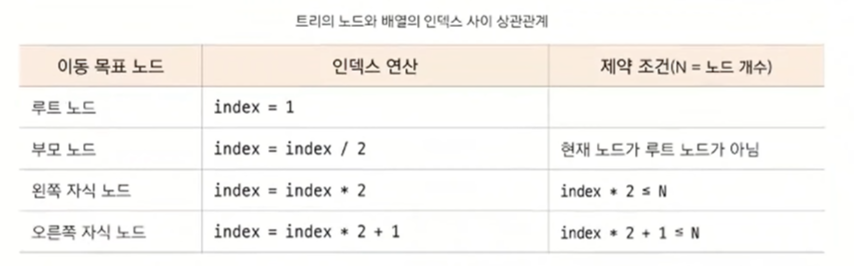 트리의 노드와 배열의 인덱스 사이 상관관계
이동 목표 노드 인덱스 연산 제약 조건(N = 노드 개수)
루트 노드 index = 1
부모 노드 index = index / 2 현재 노드가 루트 노드가 아님
왼쪽 자식 노드 index = index * 2 index * 2 ≤ N
오른쪽 자식 노드 index = index * 2 + 1 index * 2 + 1 ≤ N